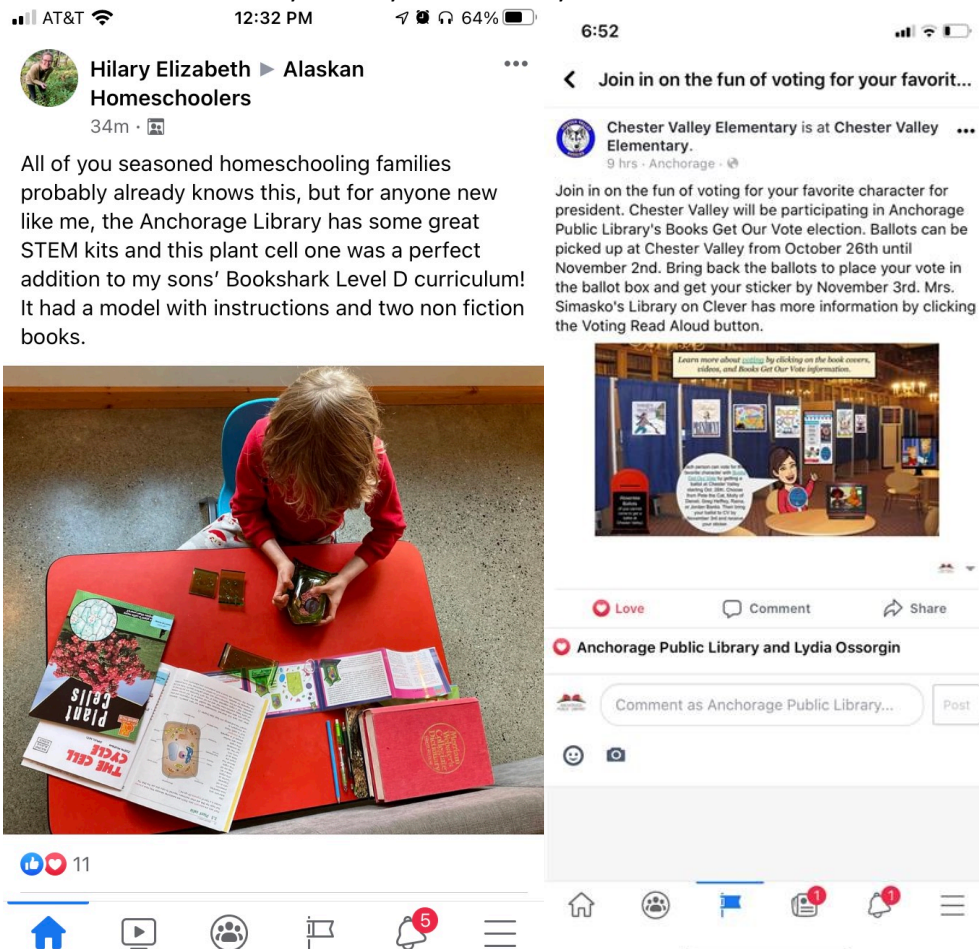 AT&T
12:32 PM
64%
Hilary Elizabeth ▶ Alaskan
Homeschoolers
34m ·
All of you seasoned homeschooling families
probably already knows this, but for anyone new
like me, the Anchorage Library has some great
STEM kits and this plant cell one was a perfect
addition to my sons’ Bookshark Level D curriculum!
It had a model with instructions and two non fiction
books.
Plant
Cells
THE CELL
CYCLE
11
5
6:52
Join in on the fun of voting for your favorit...
Chester Valley Elementary is at Chester Valley
Elementary.
9 hrs · Anchorage ·
Join in on the fun of voting for your favorite character for
president. Chester Valley will be participating in Anchorage
Public Library's Books Get Our Vote election. Ballots can be
picked up at Chester Valley from October 26th until
November 2nd. Bring back the ballots to place your vote in
the ballot box and get your sticker by November 3rd. Mrs.
Simasko's Library on Clever has more information by clicking
the Voting Read Aloud button.
Learn more about voting by clicking on the book covers,
videos, and Books Get Our Vote information.
Love
Comment
Share
Anchorage Public Library and Lydia Ossorgin
Comment as Anchorage Public Library...
Post
1
1